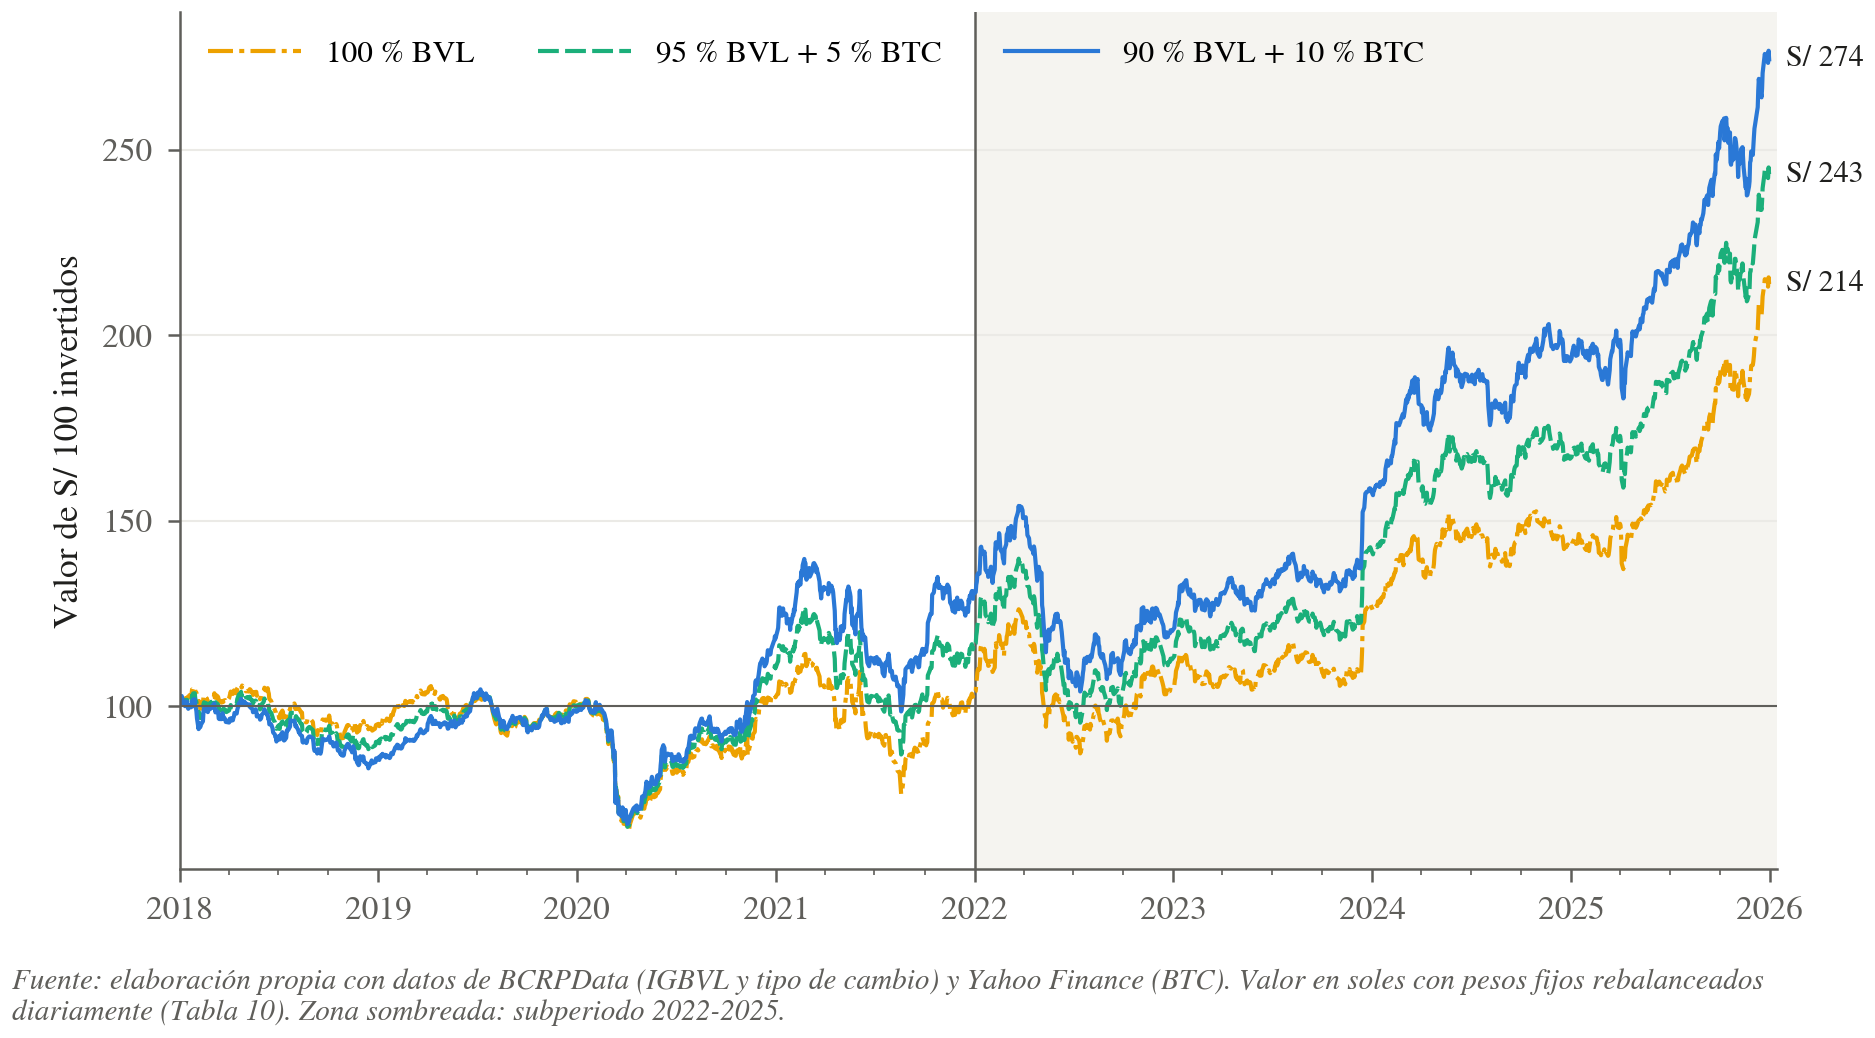 100 % BVL
95 % BVL + 5 % BTC
90 % BVL + 10 % BTC
S/ 274
S/ 243
S/ 214
Valor de S/ 100 invertidos
250
200
150
100
2018
2019
2020
2021
2022
2023
2024
2025
2026
Fuente: elaboración propia con datos de BCRPData (IGBVL y tipo de cambio) y Yahoo Finance (BTC). Valor en soles con pesos fijos rebalanceados
diariamente (Tabla 10). Zona sombreada: subperiodo 2022-2025.